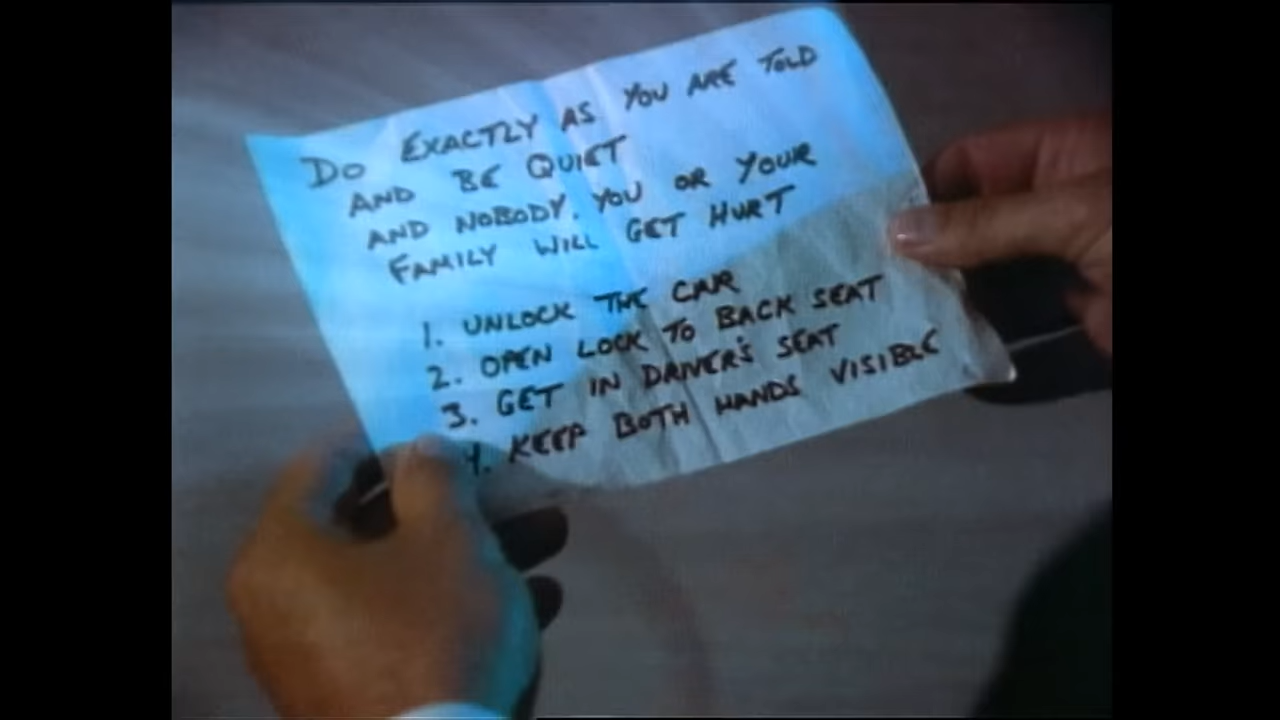 DO EXACTLY AS YOU ARE TOLD
AND BE QUIET
AND NOBODY, YOU OR YOUR
FAMILY WILL GET HURT
1. UNLOCK THE CAR
2. OPEN LOCK TO BACK SEAT
3. GET IN DRIVER'S SEAT
4. KEEP BOTH HANDS VISIBLE